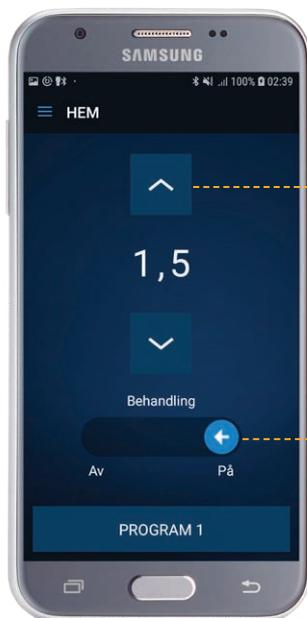 SAMSUNG
100% 02:39
HEM
1,5
Behandling
Av På
PROGRAM 1